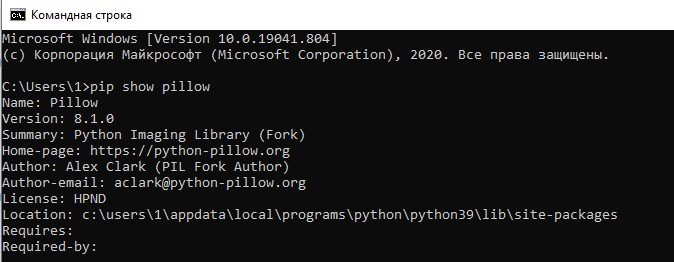 Командная строка
Microsoft Windows [Version 10.0.19041.804]
(c) Корпорация Майкрософт (Microsoft Corporation), 2020. Все права защищены.
C:\Users\1>pip show pillow
Name: Pillow
Version: 8.1.0
Summary: Python Imaging Library (Fork)
Home-page: https://python-pillow.org
Author: Alex Clark (PIL Fork Author)
Author-email: aclark@python-pillow.org
License: HPND
Location: c:\users\1\appdata\local\programs\python\python39\lib\site-packages
Requires:
Required-by: